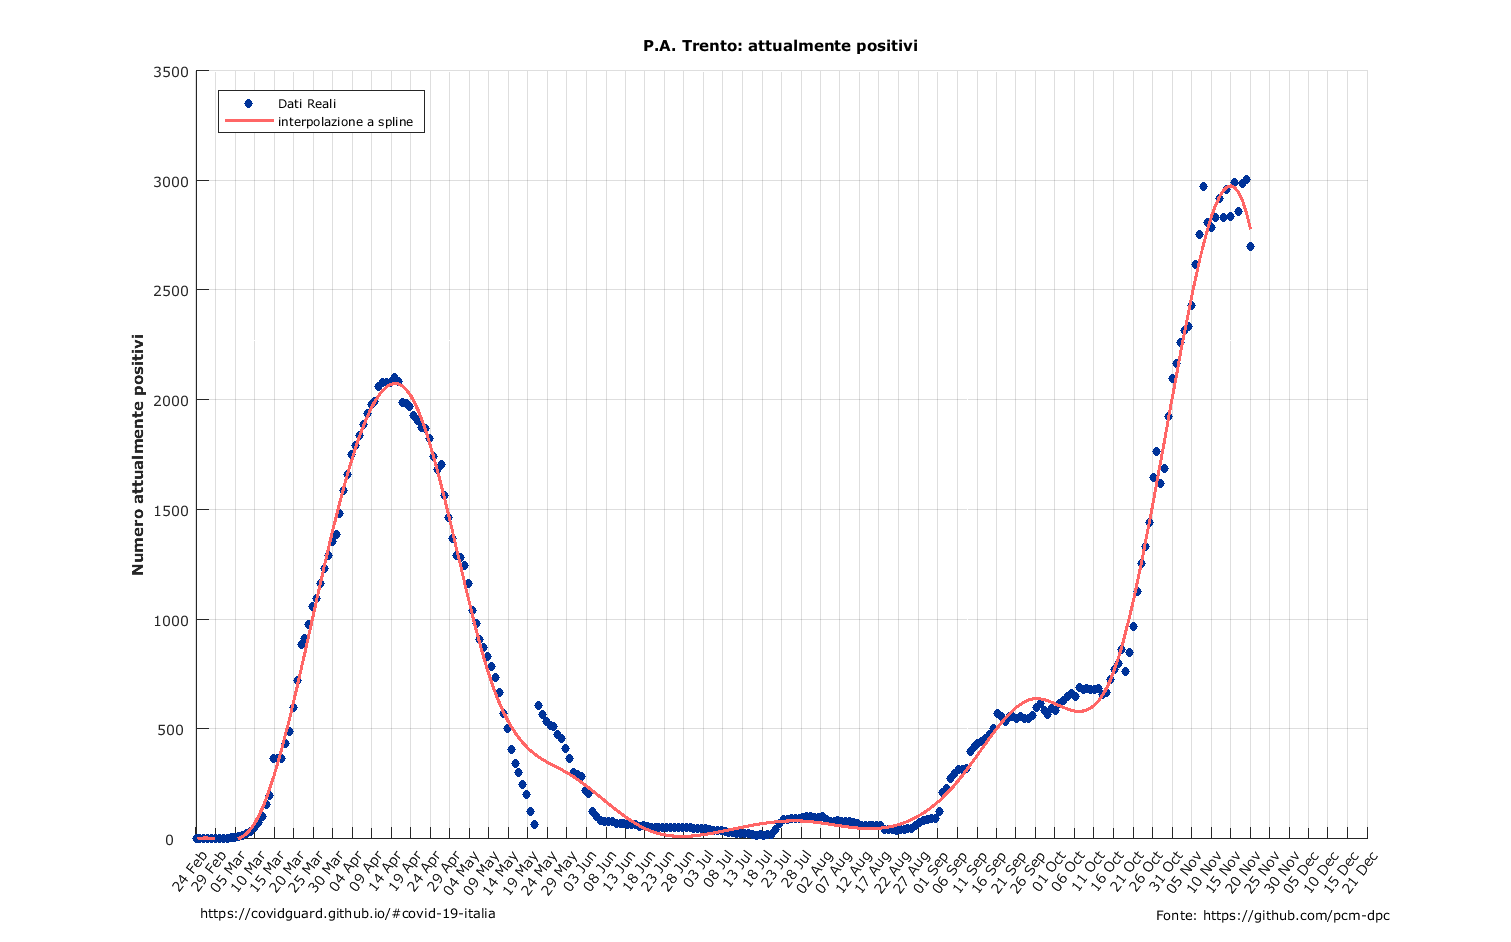 P.A. Trento: attualmente positivi
Dati Reali
interpolazione a spline
Numero attualmente positivi
3500
3000
2500
2000
1500
1000
500
0
24 Feb
29 Feb
05 Mar
10 Mar
15 Mar
20 Mar
25 Mar
30 Mar
04 Apr
09 Apr
14 Apr
19 Apr
24 Apr
29 Apr
04 May
09 May
14 May
19 May
24 May
29 May
03 Jun
08 Jun
13 Jun
18 Jun
23 Jun
28 Jun
03 Jul
08 Jul
13 Jul
18 Jul
23 Jul
28 Jul
02 Aug
07 Aug
12 Aug
17 Aug
22 Aug
27 Aug
01 Sep
06 Sep
11 Sep
16 Sep
21 Sep
26 Sep
01 Oct
06 Oct
11 Oct
16 Oct
21 Oct
26 Oct
31 Oct
05 Nov
10 Nov
15 Nov
20 Nov
25 Nov
30 Nov
05 Dec
10 Dec
15 Dec
21 Dec
https://covidguard.github.io/#covid-19-italia
Fonte: https://github.com/pcm-dpc